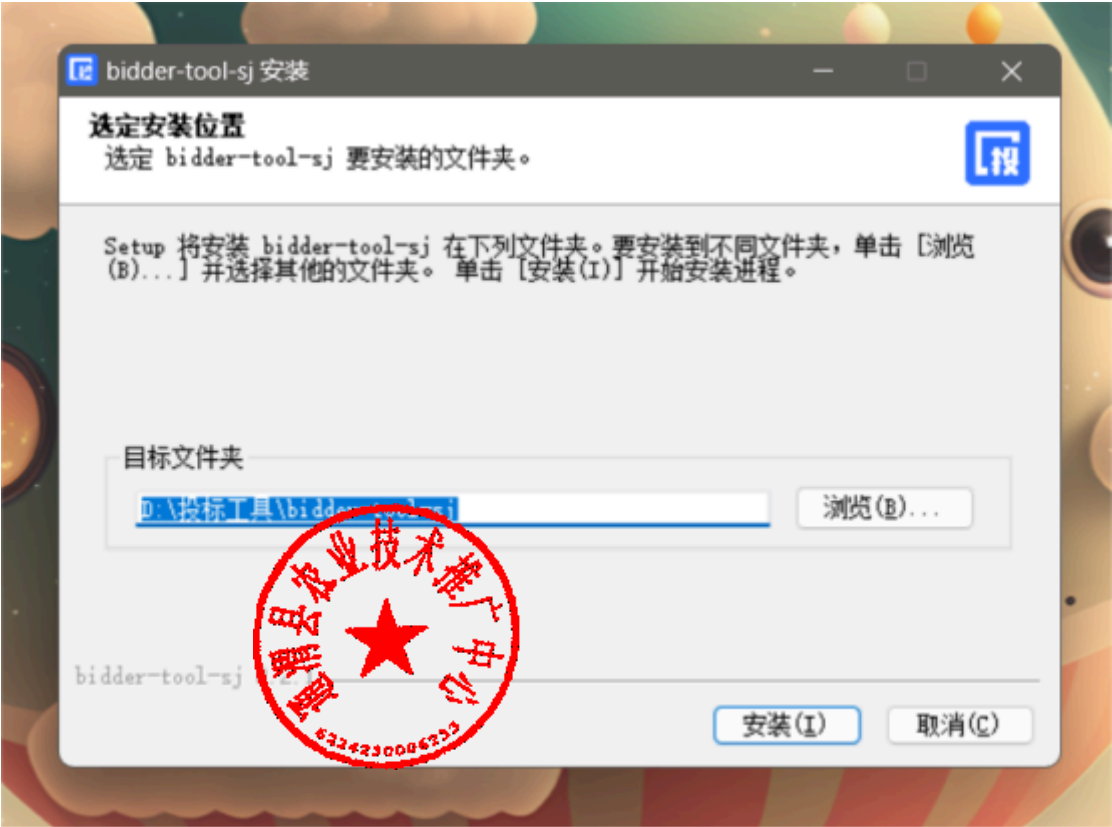 bidder-tool-sj 安装
选定安装位置
选定 bidder-tool-sj 要安装的文件夹。
投
Setup 将安装 bidder-tool-sj 在下列文件夹。要安装到不同文件夹，单击 [浏览
(B)...] 并选择其他的文件夹。 单击 [安装(I)] 开始安装进程。
目标文件夹
D:\投标工具\bidder-tool-sj
浏览(B)...
通渭县农业技术推广中心
bidder-tool-sj
安装(I)
取消(C)